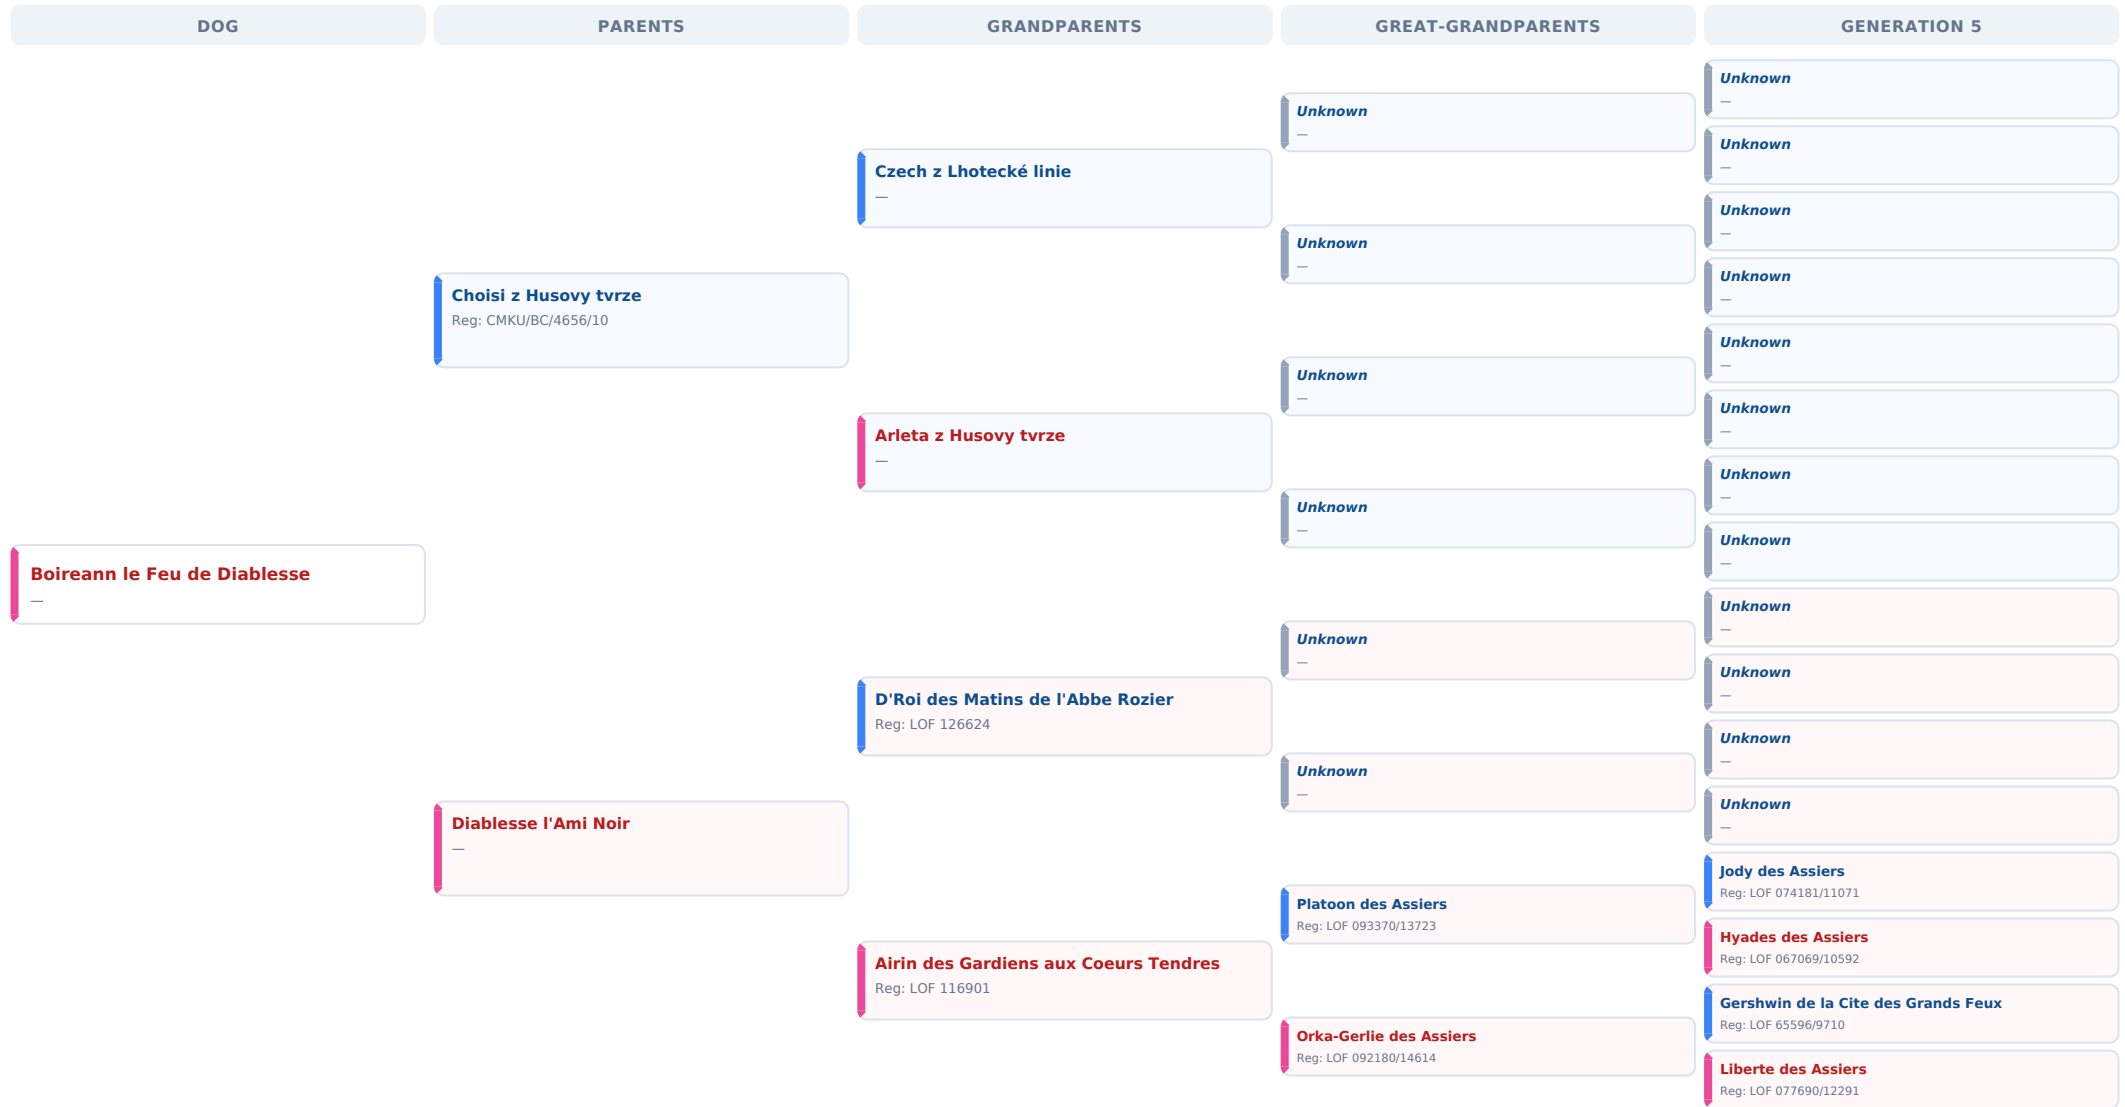 DOG
PARENTS
GRANDPARENTS
GREAT-GRANDPARENTS
GENERATION 5
Boireann le Feu de Diablesse
—
Choisi z Husovy tvrze
Reg: CMKU/BC/4656/10
Diablesse l'Ami Noir
—
Czech z Lhotecké linie
—
Arleta z Husovy tvrze
—
D'Roi des Matins de l'Abbe Rozier
Reg: LOF 126624
Airin des Gardiens aux Coeurs Tendres
Reg: LOF 116901
Unknown
—
Unknown
—
Unknown
—
Unknown
—
Unknown
—
Unknown
—
Platoon des Assiers
Reg: LOF 093370/13723
Orka-Gerlie des Assiers
Reg: LOF 092180/14614
Unknown
—
Unknown
—
Unknown
—
Unknown
—
Unknown
—
Unknown
—
Unknown
—
Unknown
—
Unknown
—
Unknown
—
Unknown
—
Unknown
—
Jody des Assiers
Reg: LOF 074181/11071
Hyades des Assiers
Reg: LOF 067069/10592
Gershwin de la Cite des Grands Feux
Reg: LOF 65596/9710
Liberte des Assiers
Reg: LOF 077690/12291